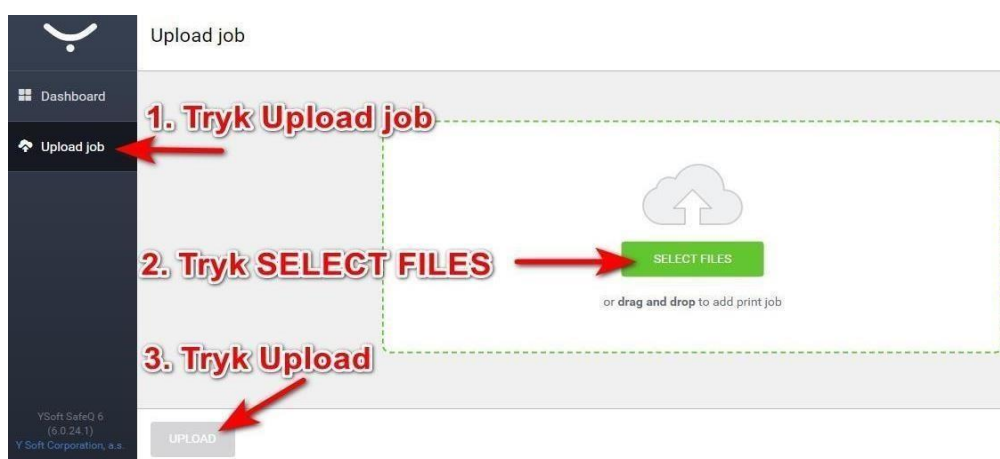 Upload job
Dashboard
1. Tryk Upload job
Upload job
2. Tryk SELECT FILES
SELECT FILES
or drag and drop to add print job
3. Tryk Upload
YSoft SafeQ 6
(6.0.24.1)
Y Soft Corporation, a.s.
UPLOAD